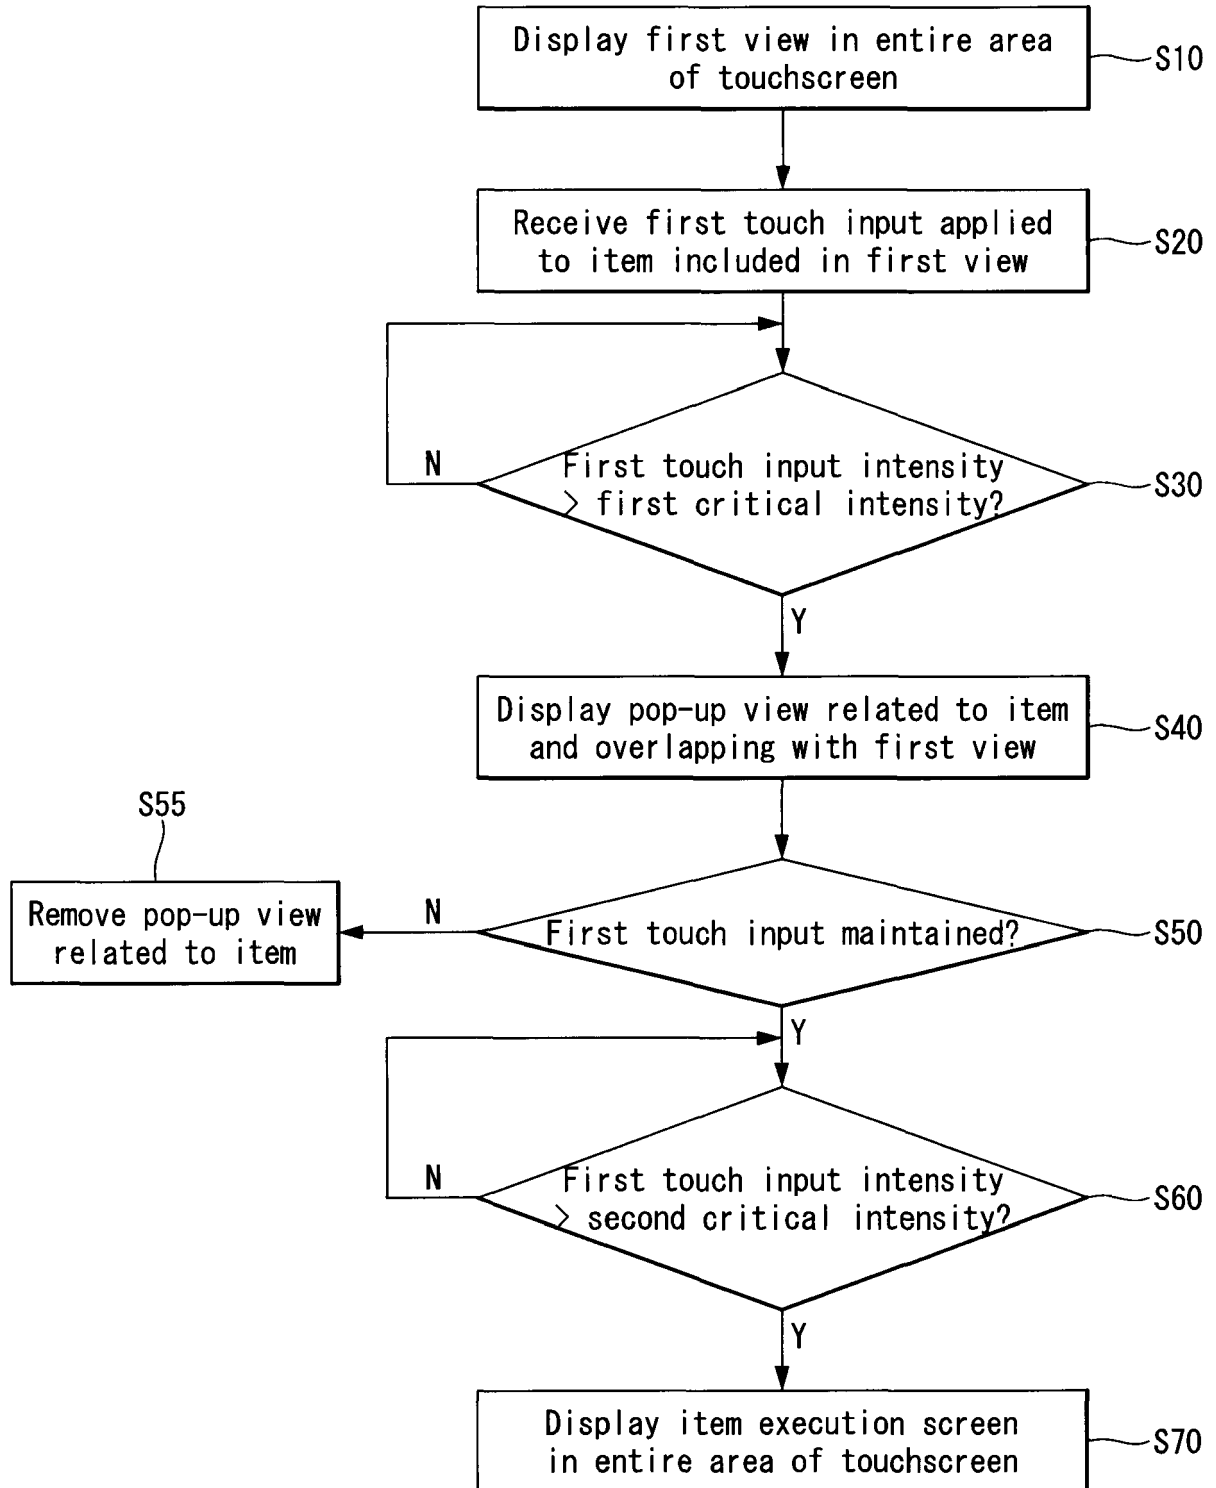 Display first view in entire area
of touchscreen
S10
Receive first touch input applied
to item included in first view
S20
N
First touch input intensity
> first critical intensity?
S30
Y
Display pop-up view related to item
and overlapping with first view
S40
S55
Remove pop-up view
related to item
N
First touch input maintained?
S50
Y
N
First touch input intensity
> second critical intensity?
S60
Y
Display item execution screen
in entire area of touchscreen
S70